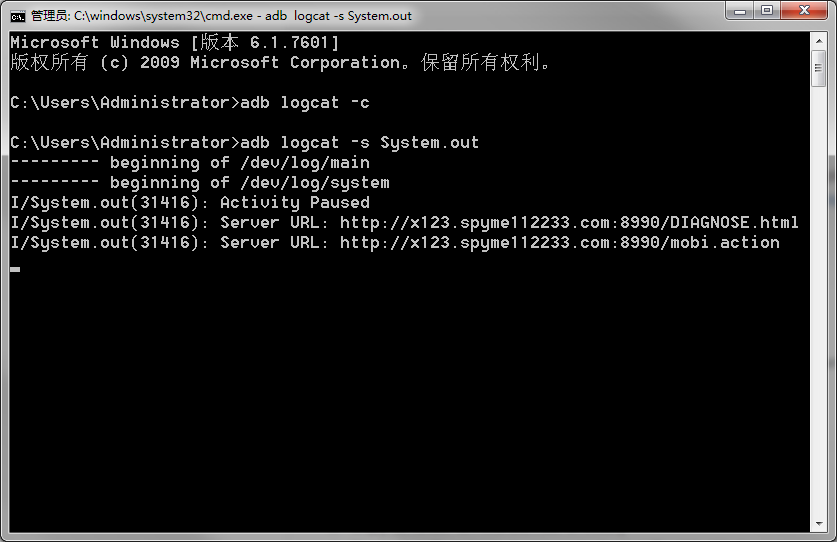 管理员: C:\windows\system32\cmd.exe - adb  logcat -s System.out
Microsoft Windows [版本 6.1.7601]
版权所有 (c) 2009 Microsoft Corporation。保留所有权利。
C:\Users\Administrator>adb logcat -c
C:\Users\Administrator>adb logcat -s System.out
--------- beginning of /dev/log/main
--------- beginning of /dev/log/system
I/System.out(31416): Activity Paused
I/System.out(31416): Server URL: http://x123.spyme112233.com:8990/DIAGNOSE.html
I/System.out(31416): Server URL: http://x123.spyme112233.com:8990/mobi.action